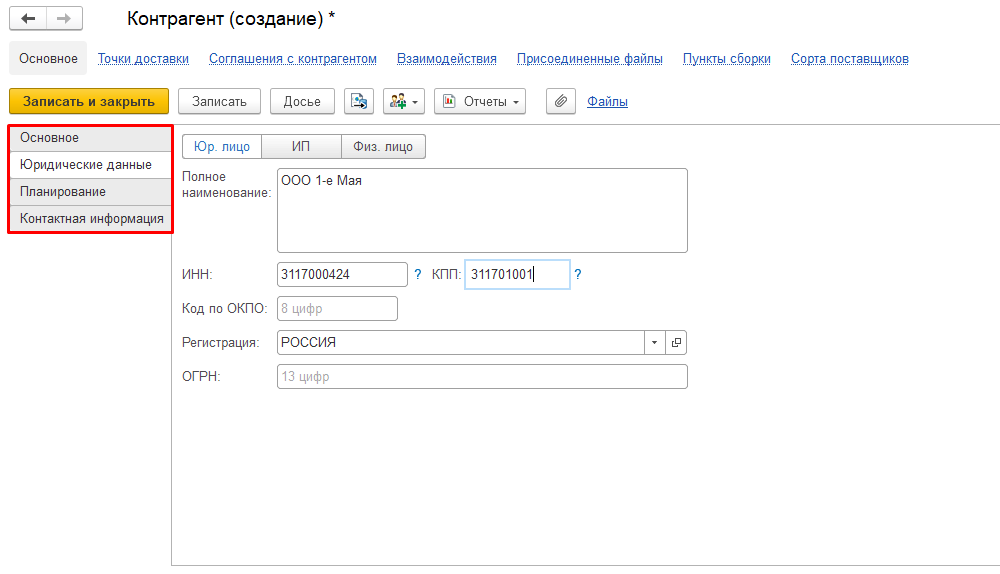 Контрагент (создание) *
Основное Точки доставки Соглашения с контрагентом Взаимодействия Присоединенные файлы Пункты сборки Сорта поставщиков
Записать и закрыть Записать Досье Отчеты Файлы
Основное
Юридические данные
Планирование
Контактная информация
Юр. лицо ИП Физ. лицо
Полное
наименование:
ООО 1-е Мая
ИНН: 3117000424 ? КПП: 311701001 ?
Код по ОКПО: 8 цифр
Регистрация: РОССИЯ
ОГРН: 13 цифр